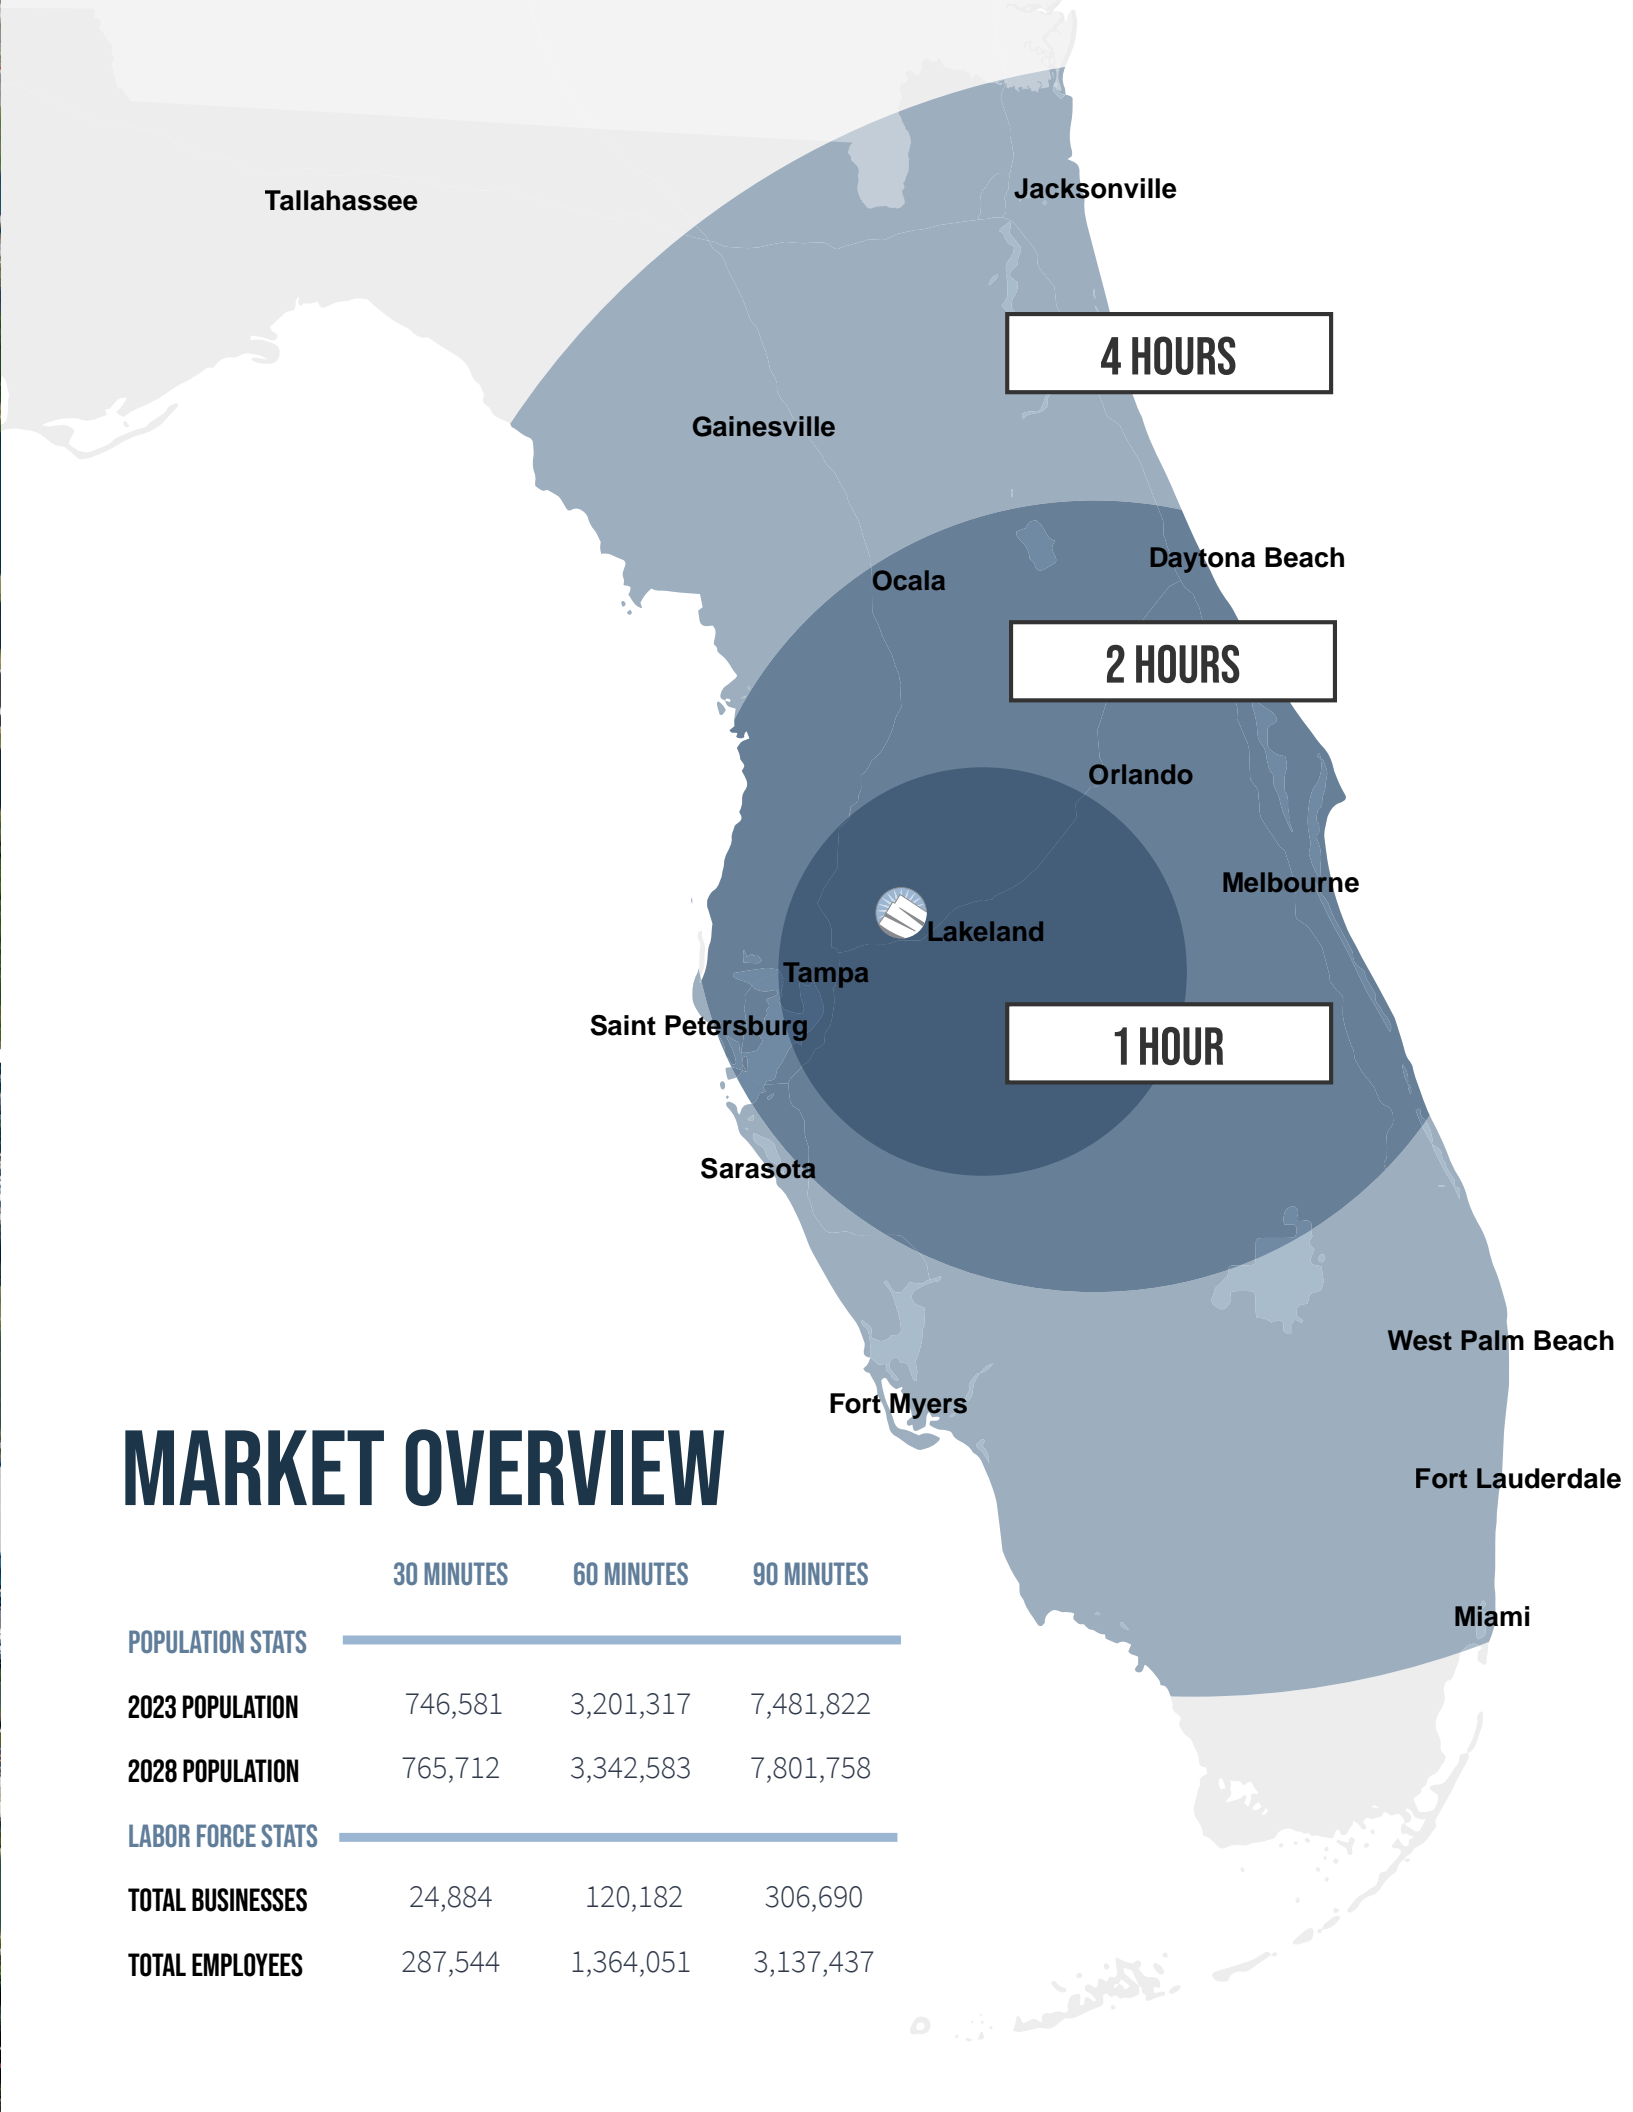 Tallahassee
Jacksonville
4 HOURS
Gainesville
Daytona Beach
Ocala
2 HOURS
Orlando
Melbourne
Lakeland
Tampa
Saint Petersburg
1 HOUR
Sarasota
West Palm Beach
Fort Myers
Fort Lauderdale
Miami
MARKET OVERVIEW
30 MINUTES 60 MINUTES 90 MINUTES
POPULATION STATS
2023 POPULATION 746,581 3,201,317 7,481,822
2028 POPULATION 765,712 3,342,583 7,801,758
LABOR FORCE STATS
TOTAL BUSINESSES 24,884 120,182 306,690
TOTAL EMPLOYEES 287,544 1,364,051 3,137,437